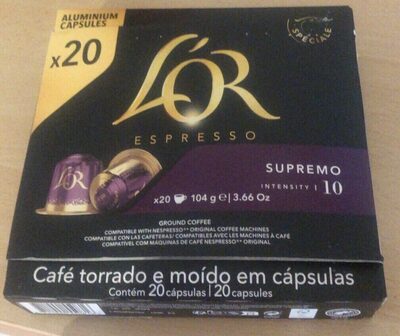 ALUMINIUM
CAPSULES
x20
SPÉCIALE
L'OR
ESPRESSO
SUPREMO
INTENSITY | 10
L'OR
x20 104 g e | 3.66 Oz
GROUND COFFEE
COMPATIBLE WITH NESPRESSO** ORIGINAL COFFEE MACHINES
COMPATIBLE CON LAS CAFETERAS/ COMPATIBLES AVEC LES MACHINES À CAFÉ
COMPATÍVEL COM MÁQUINAS DE CAFÉ NESPRESSO** ORIGINAL
Café torrado e moído em cápsulas
Contém 20 cápsulas | 20 capsules